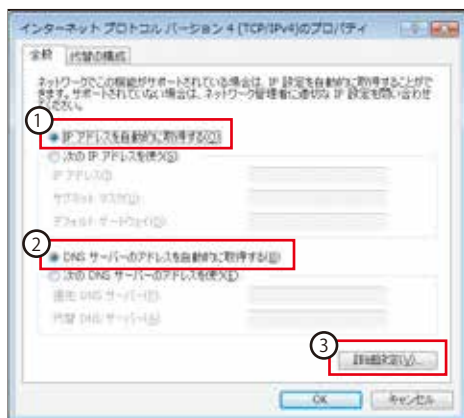 インターネット プロトコル バージョン 4 (TCP/IPv4)のプロパティ
全般 代替の構成
ネットワークでこの機能がサポートされている場合は、IP 設定を自動的に取得することがで
きます。サポートされていない場合は、ネットワーク管理者に適切な IP 設定を問い合わせ
てください。
1
IP アドレスを自動的に取得する(O)
次の IP アドレスを使う(S)
IP アドレス(I)
サブネット マスク(U)
デフォルト ゲートウェイ(D)
2
DNS サーバーのアドレスを自動的に取得する(B)
次の DNS サーバーのアドレスを使う(E)
優先 DNS サーバー(P)
代替 DNS サーバー(A)
3
詳細設定(V)...
OK キャンセル